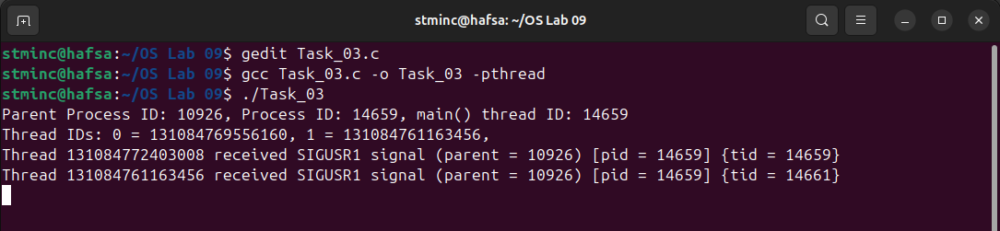 stminc@hafsa: ~/OS Lab 09
stminc@hafsa:~/OS Lab 09$ gedit Task_03.c
stminc@hafsa:~/OS Lab 09$ gcc Task_03.c -o Task_03 -pthread
stminc@hafsa:~/OS Lab 09$ ./Task_03
Parent Process ID: 10926, Process ID: 14659, main() thread ID: 14659
Thread IDs: 0 = 131084769556160, 1 = 131084761163456,
Thread 131084772403008 received SIGUSR1 signal (parent = 10926) [pid = 14659] {tid = 14659}
Thread 131084761163456 received SIGUSR1 signal (parent = 10926) [pid = 14659] {tid = 14661}